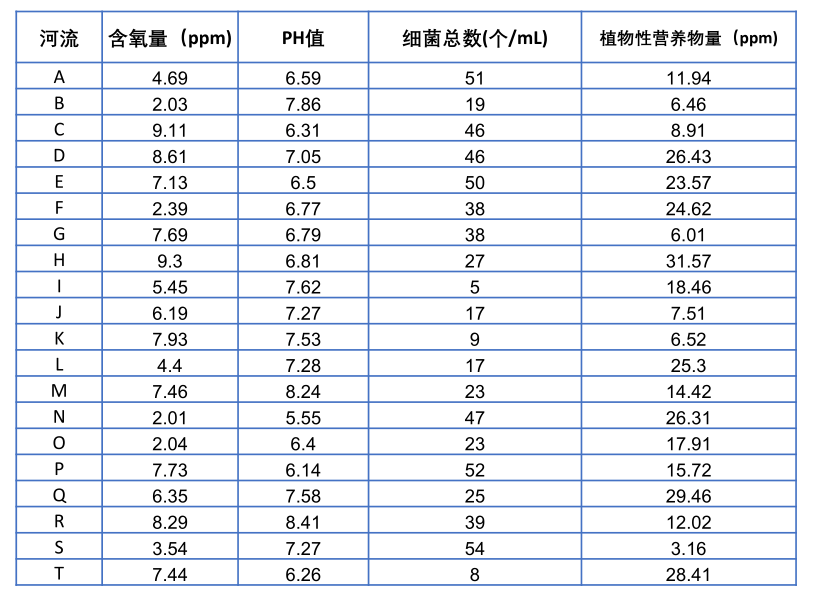 河流 含氧量（ppm) PH值 细菌总数(个/mL) 植物性营养物量（ppm)
A 4.69 6.59 51 11.94
B 2.03 7.86 19 6.46
C 9.11 6.31 46 8.91
D 8.61 7.05 46 26.43
E 7.13 6.5 50 23.57
F 2.39 6.77 38 24.62
G 7.69 6.79 38 6.01
H 9.3 6.81 27 31.57
I 5.45 7.62 5 18.46
J 6.19 7.27 17 7.51
K 7.93 7.53 9 6.52
L 4.4 7.28 17 25.3
M 7.46 8.24 23 14.42
N 2.01 5.55 47 26.31
O 2.04 6.4 23 17.91
P 7.73 6.14 52 15.72
Q 6.35 7.58 25 29.46
R 8.29 8.41 39 12.02
S 3.54 7.27 54 3.16
T 7.44 6.26 8 28.41